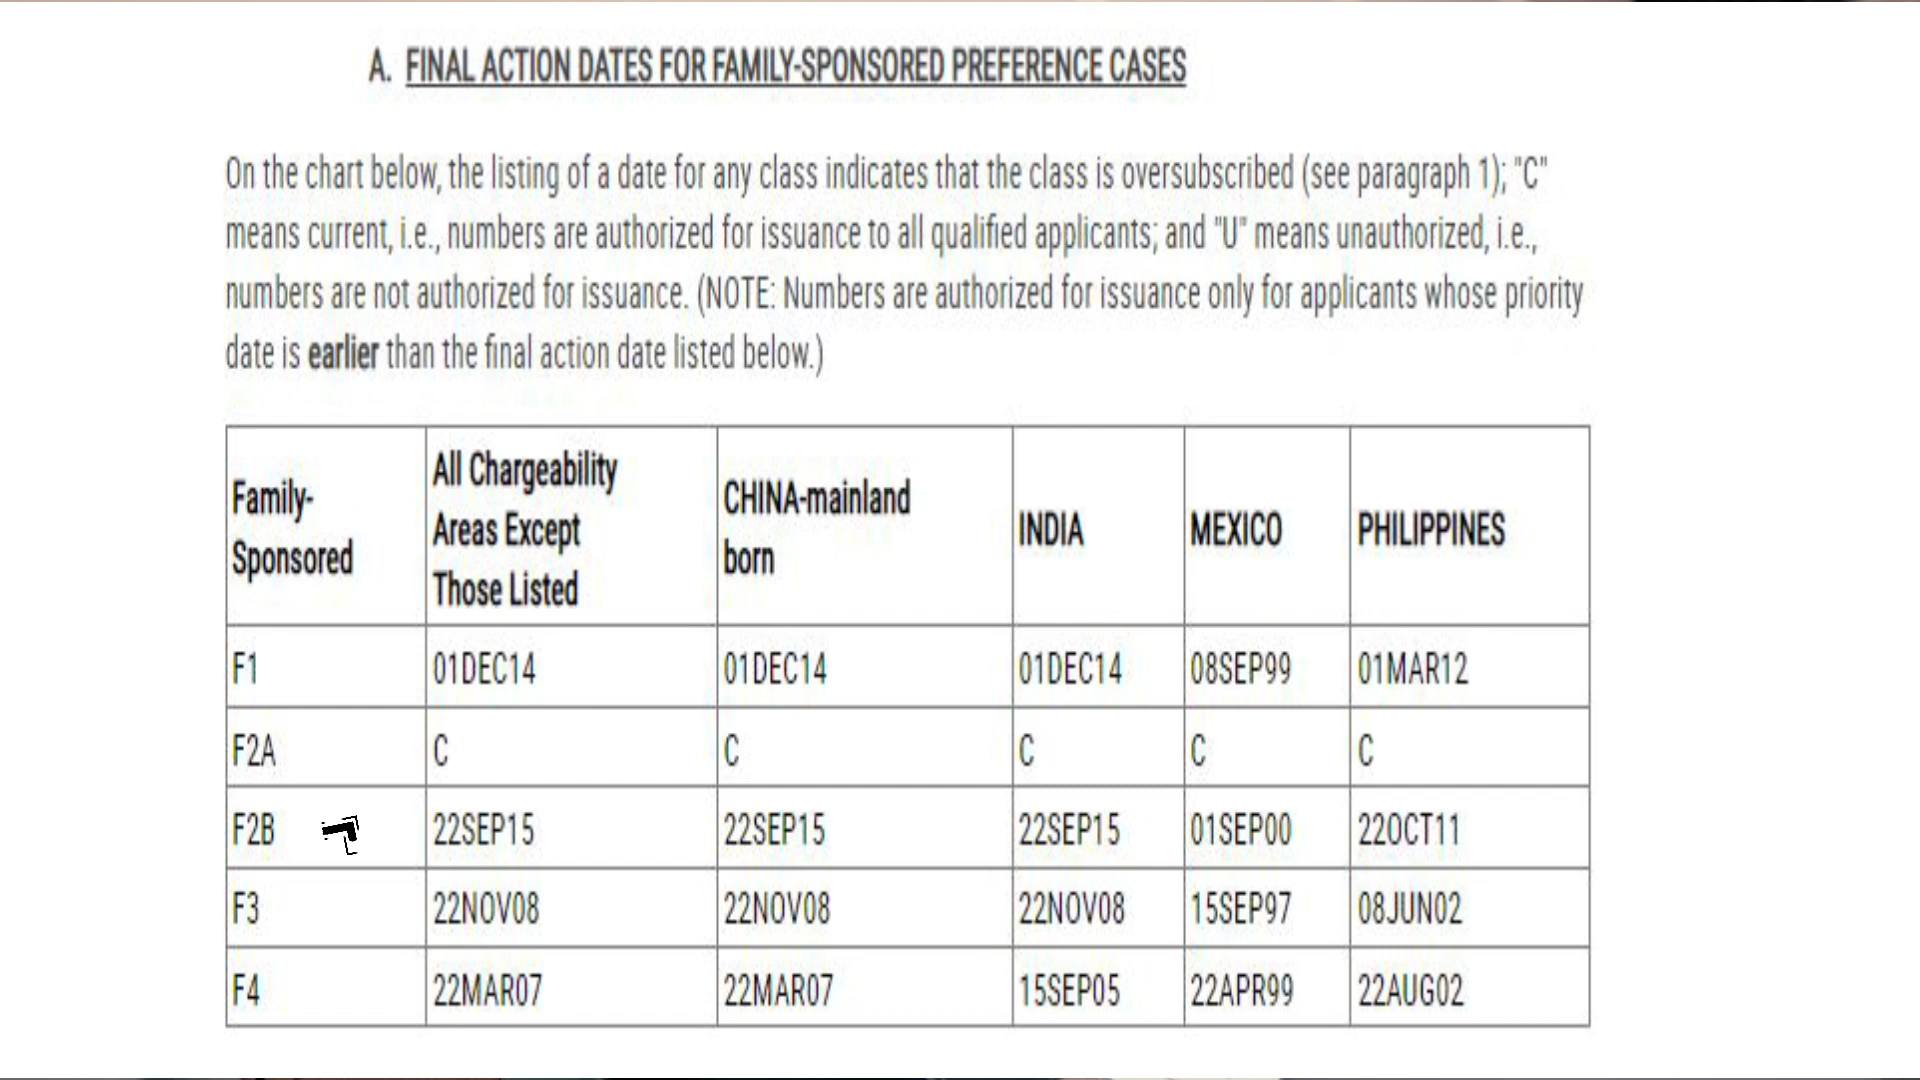 A. FINAL ACTION DATES FOR FAMILY-SPONSORED PREFERENCE CASES
On the chart below, the listing of a date for any class indicates that the class is oversubscribed (see paragraph 1); "C"
means current, i.e., numbers are authorized for issuance to all qualified applicants; and "U" means unauthorized, i.e.,
numbers are not authorized for issuance. (NOTE: Numbers are authorized for issuance only for applicants whose priority
date is earlier than the final action date listed below.)
Family-
Sponsored
All Chargeability
Areas Except
Those Listed
CHINA-mainland
born
INDIA
MEXICO
PHILIPPINES
F1 01DEC14 01DEC14 01DEC14 08SEP99 01MAR12
F2A C C C C C
F2B 22SEP15 22SEP15 22SEP15 01SEP00 22OCT11
F3 22NOV08 22NOV08 22NOV08 15SEP97 08JUN02
F4 22MAR07 22MAR07 15SEP05 22APR99 22AUG02